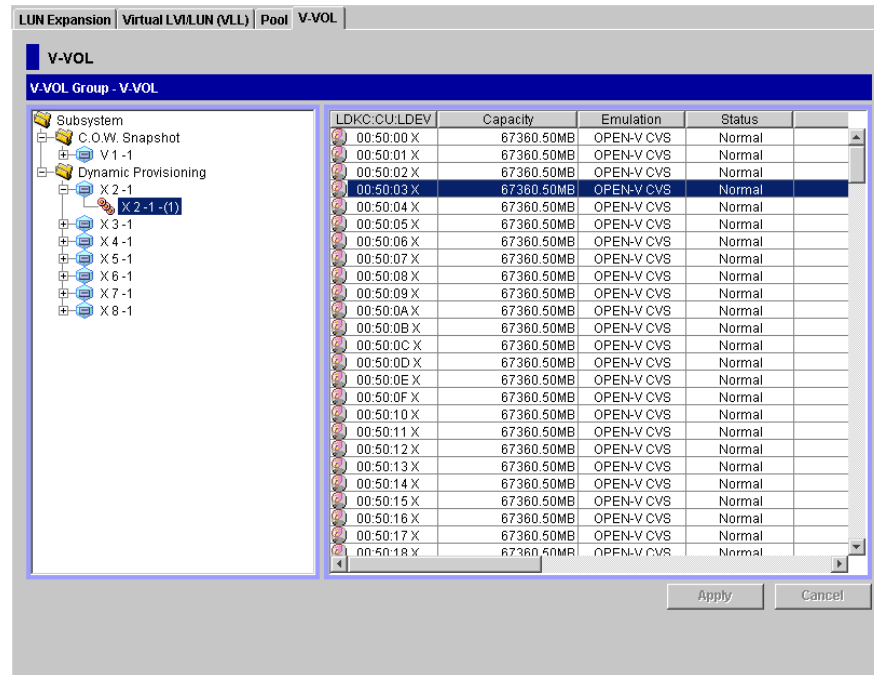 LUN Expansion Virtual LVI/LUN (VLL) Pool V-VOL
V-VOL
V-VOL Group - V-VOL
Subsystem
C.O.W. Snapshot
V 1 -1
Dynamic Provisioning
X 2 -1
X 2 -1 -(1)
X 3 -1
X 4 -1
X 5 -1
X 6 -1
X 7 -1
X 8 -1
LDKC:CU:LDEV Capacity Emulation Status
00:50:00 X 67360.50MB OPEN-V CVS Normal
00:50:01 X 67360.50MB OPEN-V CVS Normal
00:50:02 X 67360.50MB OPEN-V CVS Normal
00:50:03 X 67360.50MB OPEN-V CVS Normal
00:50:04 X 67360.50MB OPEN-V CVS Normal
00:50:05 X 67360.50MB OPEN-V CVS Normal
00:50:06 X 67360.50MB OPEN-V CVS Normal
00:50:07 X 67360.50MB OPEN-V CVS Normal
00:50:08 X 67360.50MB OPEN-V CVS Normal
00:50:09 X 67360.50MB OPEN-V CVS Normal
00:50:0A X 67360.50MB OPEN-V CVS Normal
00:50:0B X 67360.50MB OPEN-V CVS Normal
00:50:0C X 67360.50MB OPEN-V CVS Normal
00:50:0D X 67360.50MB OPEN-V CVS Normal
00:50:0E X 67360.50MB OPEN-V CVS Normal
00:50:0F X 67360.50MB OPEN-V CVS Normal
00:50:10 X 67360.50MB OPEN-V CVS Normal
00:50:11 X 67360.50MB OPEN-V CVS Normal
00:50:12 X 67360.50MB OPEN-V CVS Normal
00:50:13 X 67360.50MB OPEN-V CVS Normal
00:50:14 X 67360.50MB OPEN-V CVS Normal
00:50:15 X 67360.50MB OPEN-V CVS Normal
00:50:16 X 67360.50MB OPEN-V CVS Normal
00:50:17 X 67360.50MB OPEN-V CVS Normal
00:50:18 X 67360.50MB OPEN-V CVS Normal
Apply Cancel